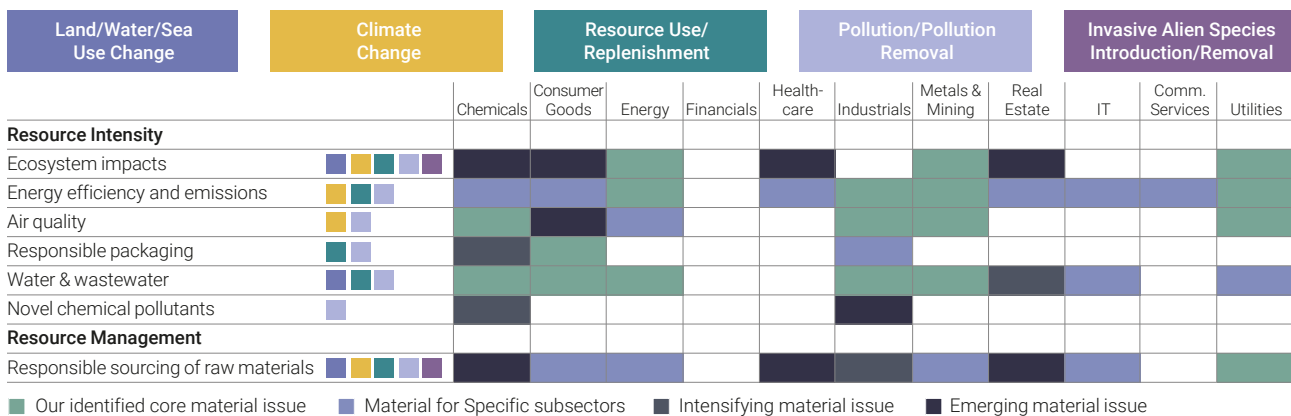 Land/Water/Sea
Use Change
Climate
Change
Resource Use/
Replenishment
Pollution/Pollution
Removal
Invasive Alien Species
Introduction/Removal
Chemicals
Consumer
Goods
Energy
Financials
Health-
care
Industrials
Metals &
Mining
Real
Estate
IT
Comm.
Services
Utilities
Resource Intensity
Ecosystem impacts
Energy efficiency and emissions
Air quality
Responsible packaging
Water & wastewater
Novel chemical pollutants
Resource Management
Responsible sourcing of raw materials
Our identified core material issue
Material for Specific subsectors
Intensifying material issue
Emerging material issue